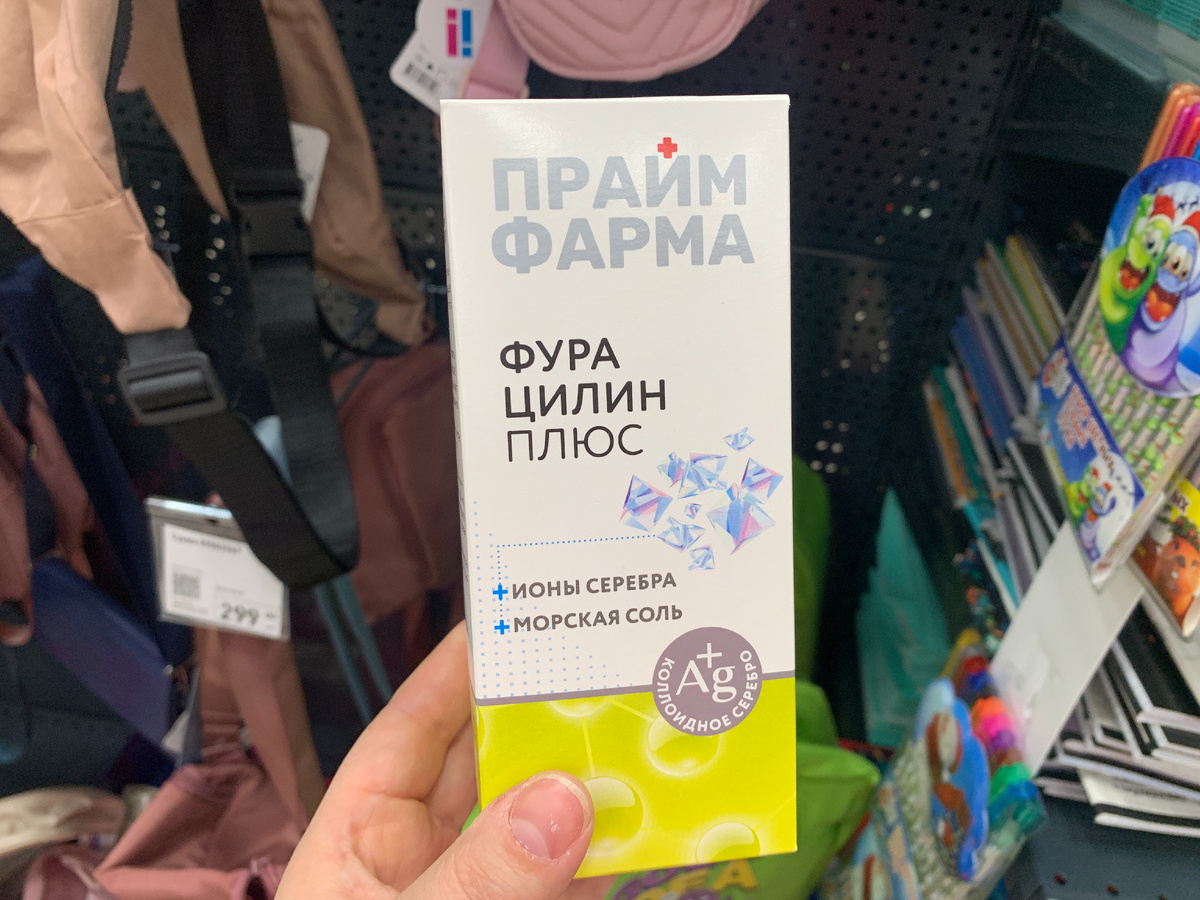 ПРАЙМ
ФАРМА
ФУРА
ЦИЛИН
ПЛЮС
+ИОНЫ СЕРЕБРА
+МОРСКАЯ СОЛЬ
Ag+
КОЛЛОИДНОЕ СЕРЕБРО
299